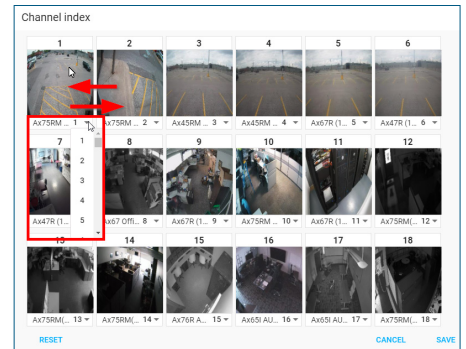 Channel index
1 2 3 4 5 6
Ax75RM ... 1 Ax75RM ... 2 Ax45RM ... 3 Ax45RM ... 4 Ax67R (1... 5 Ax47R (1... 6
7 8 9 10 11 12
1
2
3
4
5
Ax47R (1... Ax67 Offi... 8 Ax67R (1... 9 Ax75RM ... 10 Ax67R (1... 11 Ax75RM(... 12
13 14 15 16 17 18
Ax75RM(... 13 Ax75RM(... 14 Ax76R A... 15 Ax65I AU... 16 Ax65I AU... 17 Ax75RM(... 18
RESET CANCEL SAVE